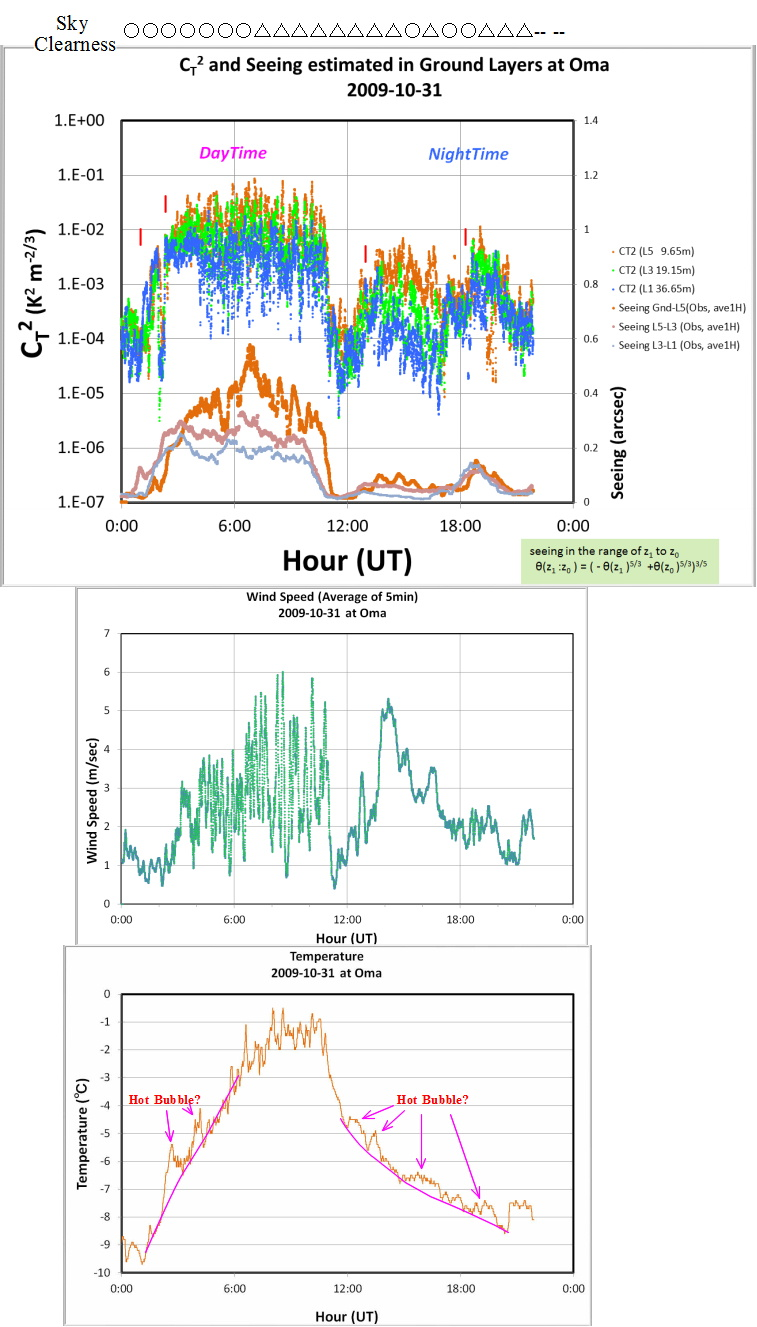 Sky
Clearness ○○○○○○○△△△△△△△△○△○○△△△-- --
C_T² and Seeing estimated in Ground Layers at Oma
2009-10-31
1.E+00
1.E-01
1.E-02
1.E-03
1.E-04
1.E-05
1.E-06
1.E-07
C_T² (K² m⁻²/³)
DayTime
NightTime
1.4
1.2
1
0.8
0.6
0.4
0.2
0
Seeing (arcsec)
CT2 (L5 9.65m)
CT2 (L3 19.15m)
CT2 (L1 36.65m)
Seeing Gnd-L5(Obs, ave1H)
Seeing L5-L3 (Obs, ave1H)
Seeing L3-L1 (Obs, ave1H)
0:00 6:00 12:00 18:00 0:00
Hour (UT)
seeing in the range of z₁ to z₀
θ(z₁ :z₀ ) = ( - θ(z₁ )⁵/³ +θ(z₀ )⁵/³)³/⁵
Wind Speed (Average of 5min)
2009-10-31 at Oma
7
6
5
4
3
2
1
0
Wind Speed (m/sec)
0:00 6:00 12:00 18:00 0:00
Hour (UT)
Temperature
2009-10-31 at Oma
0
-1
-2
-3
-4
-5
-6
-7
-8
-9
-10
Temperature (℃)
Hot Bubble?
Hot Bubble?
0:00 6:00 12:00 18:00 0:00
Hour (UT)